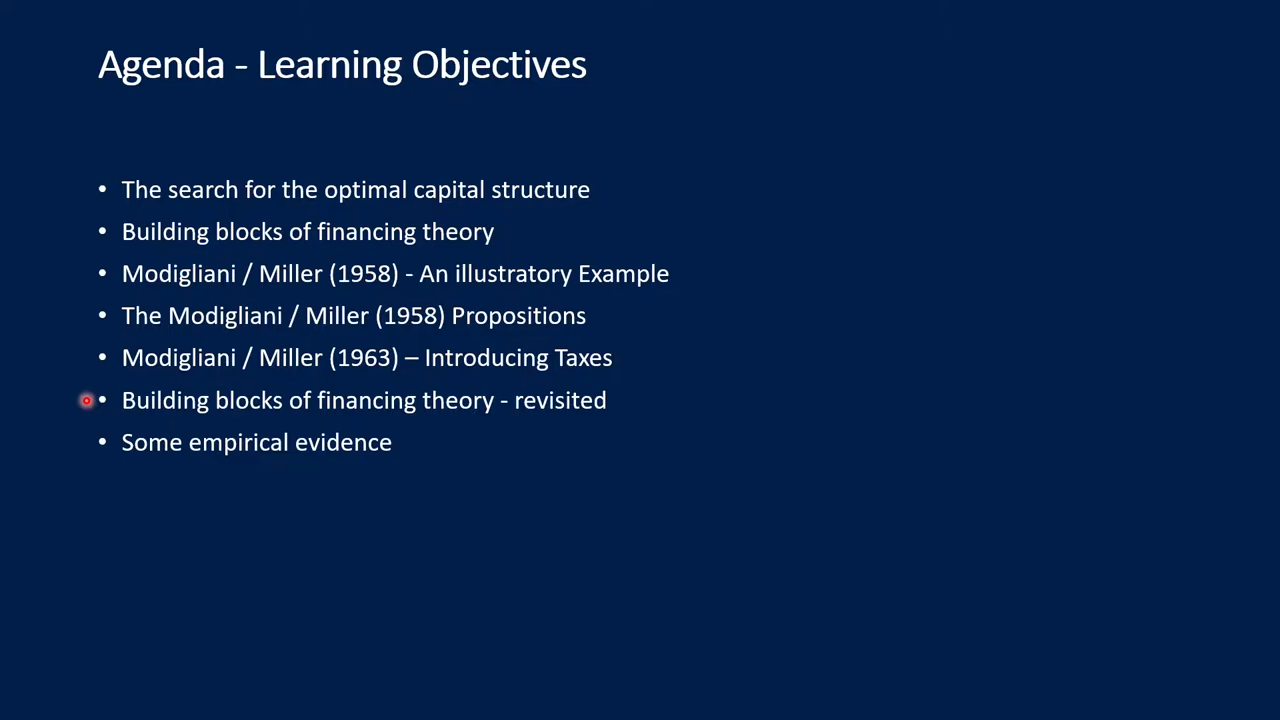 Agenda - Learning Objectives
• The search for the optimal capital structure
• Building blocks of financing theory
• Modigliani / Miller (1958) - An illustratory Example
• The Modigliani / Miller (1958) Propositions
• Modigliani / Miller (1963) – Introducing Taxes
• Building blocks of financing theory - revisited
• Some empirical evidence